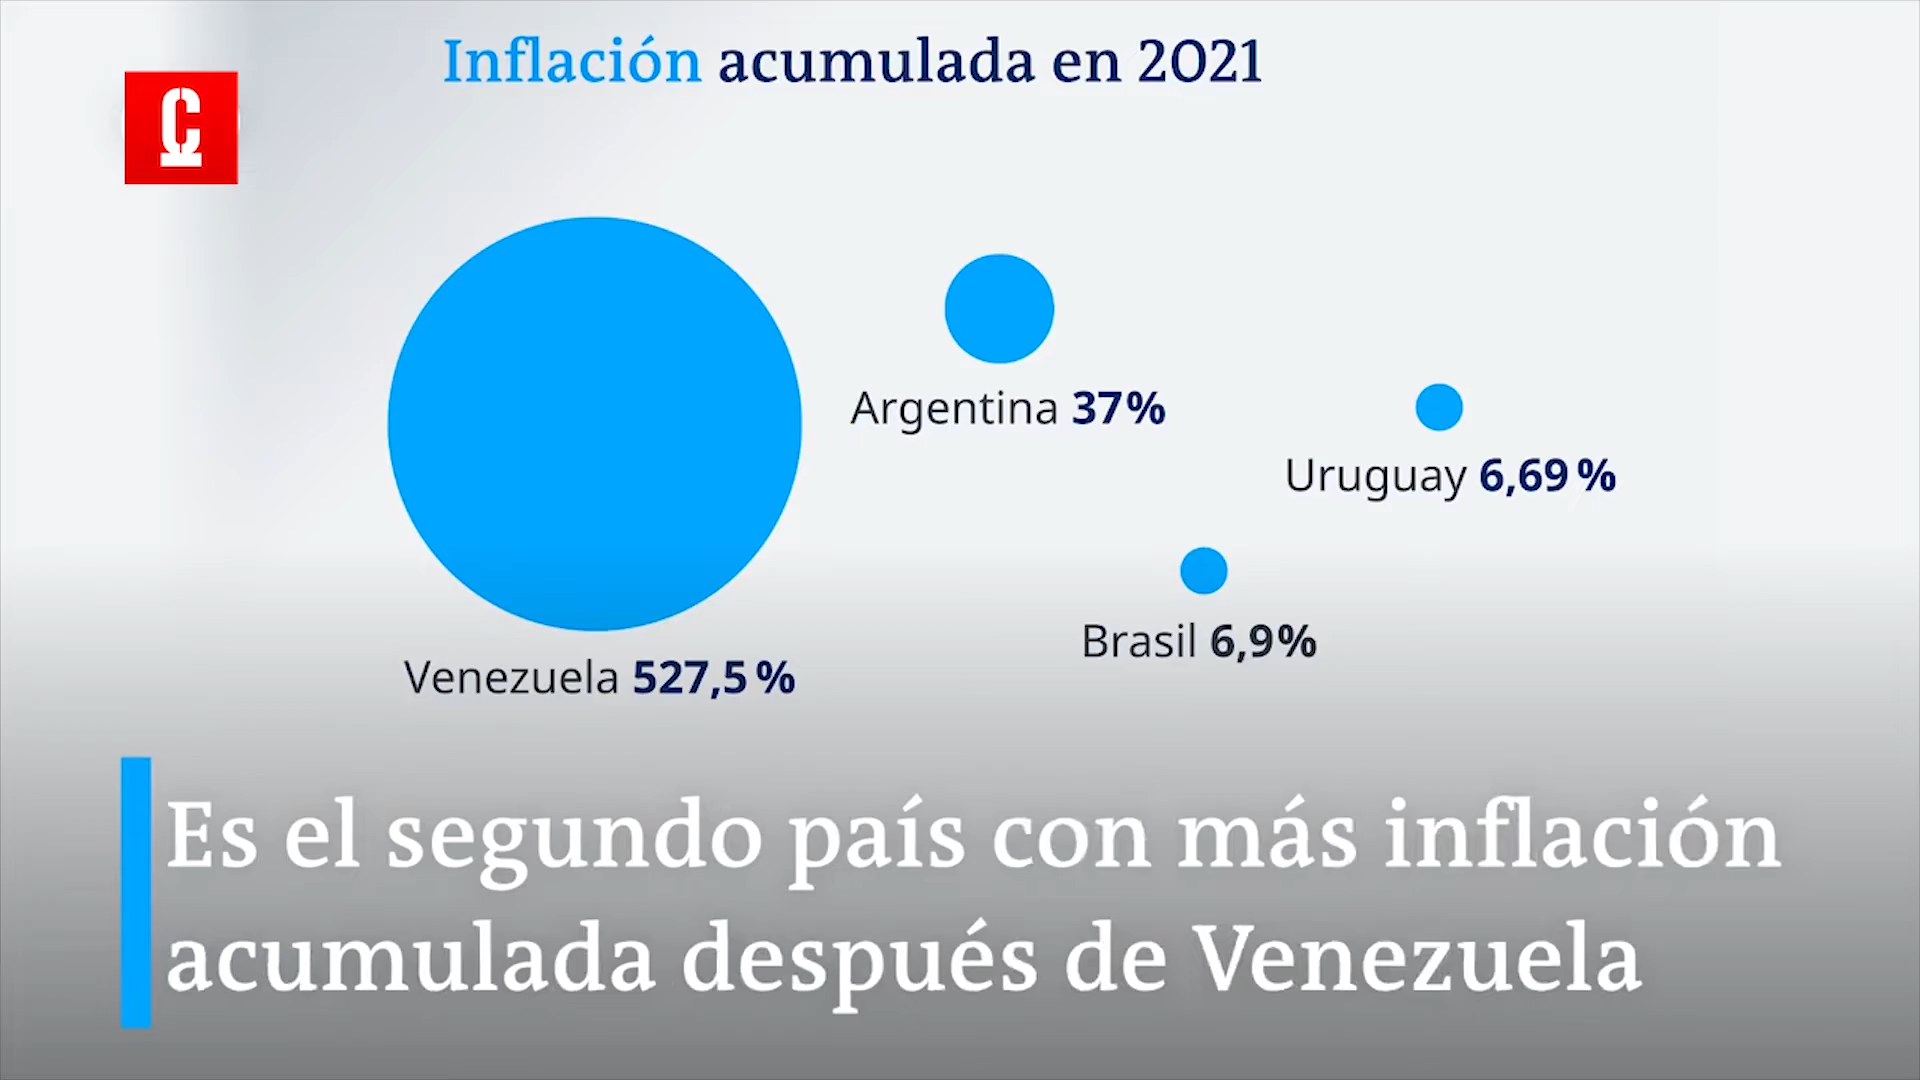 Inflación acumulada en 2021
C
Argentina 37%
Uruguay 6,69%
Brasil 6,9%
Venezuela 527,5%
Es el segundo país con más inflación
acumulada después de Venezuela